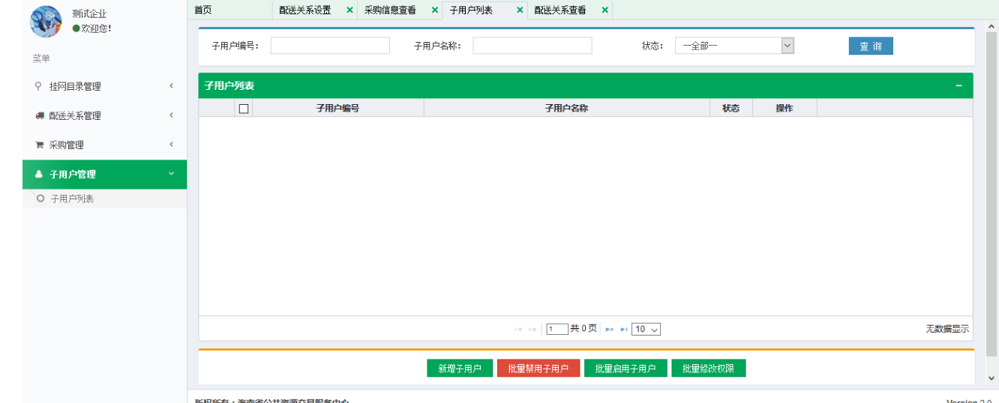 测试企业
欢迎您!
菜单
挂网目录管理
配送关系管理
采购管理
子用户管理
子用户列表
首页 配送关系设置 采购信息查看 子用户列表 配送关系查看
子用户编号: 子用户名称: 状态: --全部-- 查 询
子用户列表
子用户编号 子用户名称 状态 操作
1 共 0 页 10 无数据显示
新增子用户 批量禁用子用户 批量启用子用户 批量修改权限
版权所有：海南省公共资源交易服务中心 Version 2.0